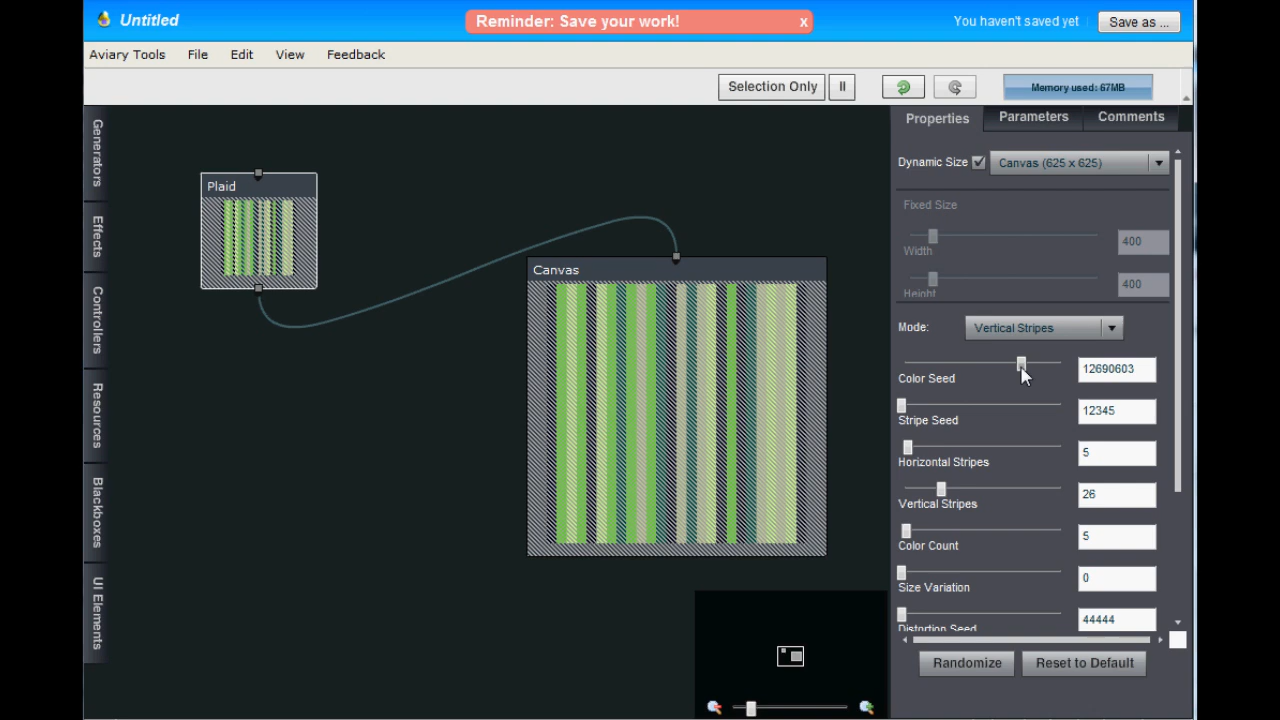 Untitled
Reminder: Save your work!
x
You haven't saved yet
Save as ...
Aviary Tools
File
Edit
View
Feedback
Selection Only
II
Memory used: 67MB
Generators
Effects
Controllers
Resources
Blackboxes
UI Elements
Plaid
Canvas
Properties
Parameters
Comments
Dynamic Size
Canvas (625 x 625)
Fixed Size
Width
400
Height
400
Mode:
Vertical Stripes
Color Seed
12690603
Stripe Seed
12345
Horizontal Stripes
5
Vertical Stripes
26
Color Count
5
Size Variation
0
Distortion Seed
44444
Randomize
Reset to Default